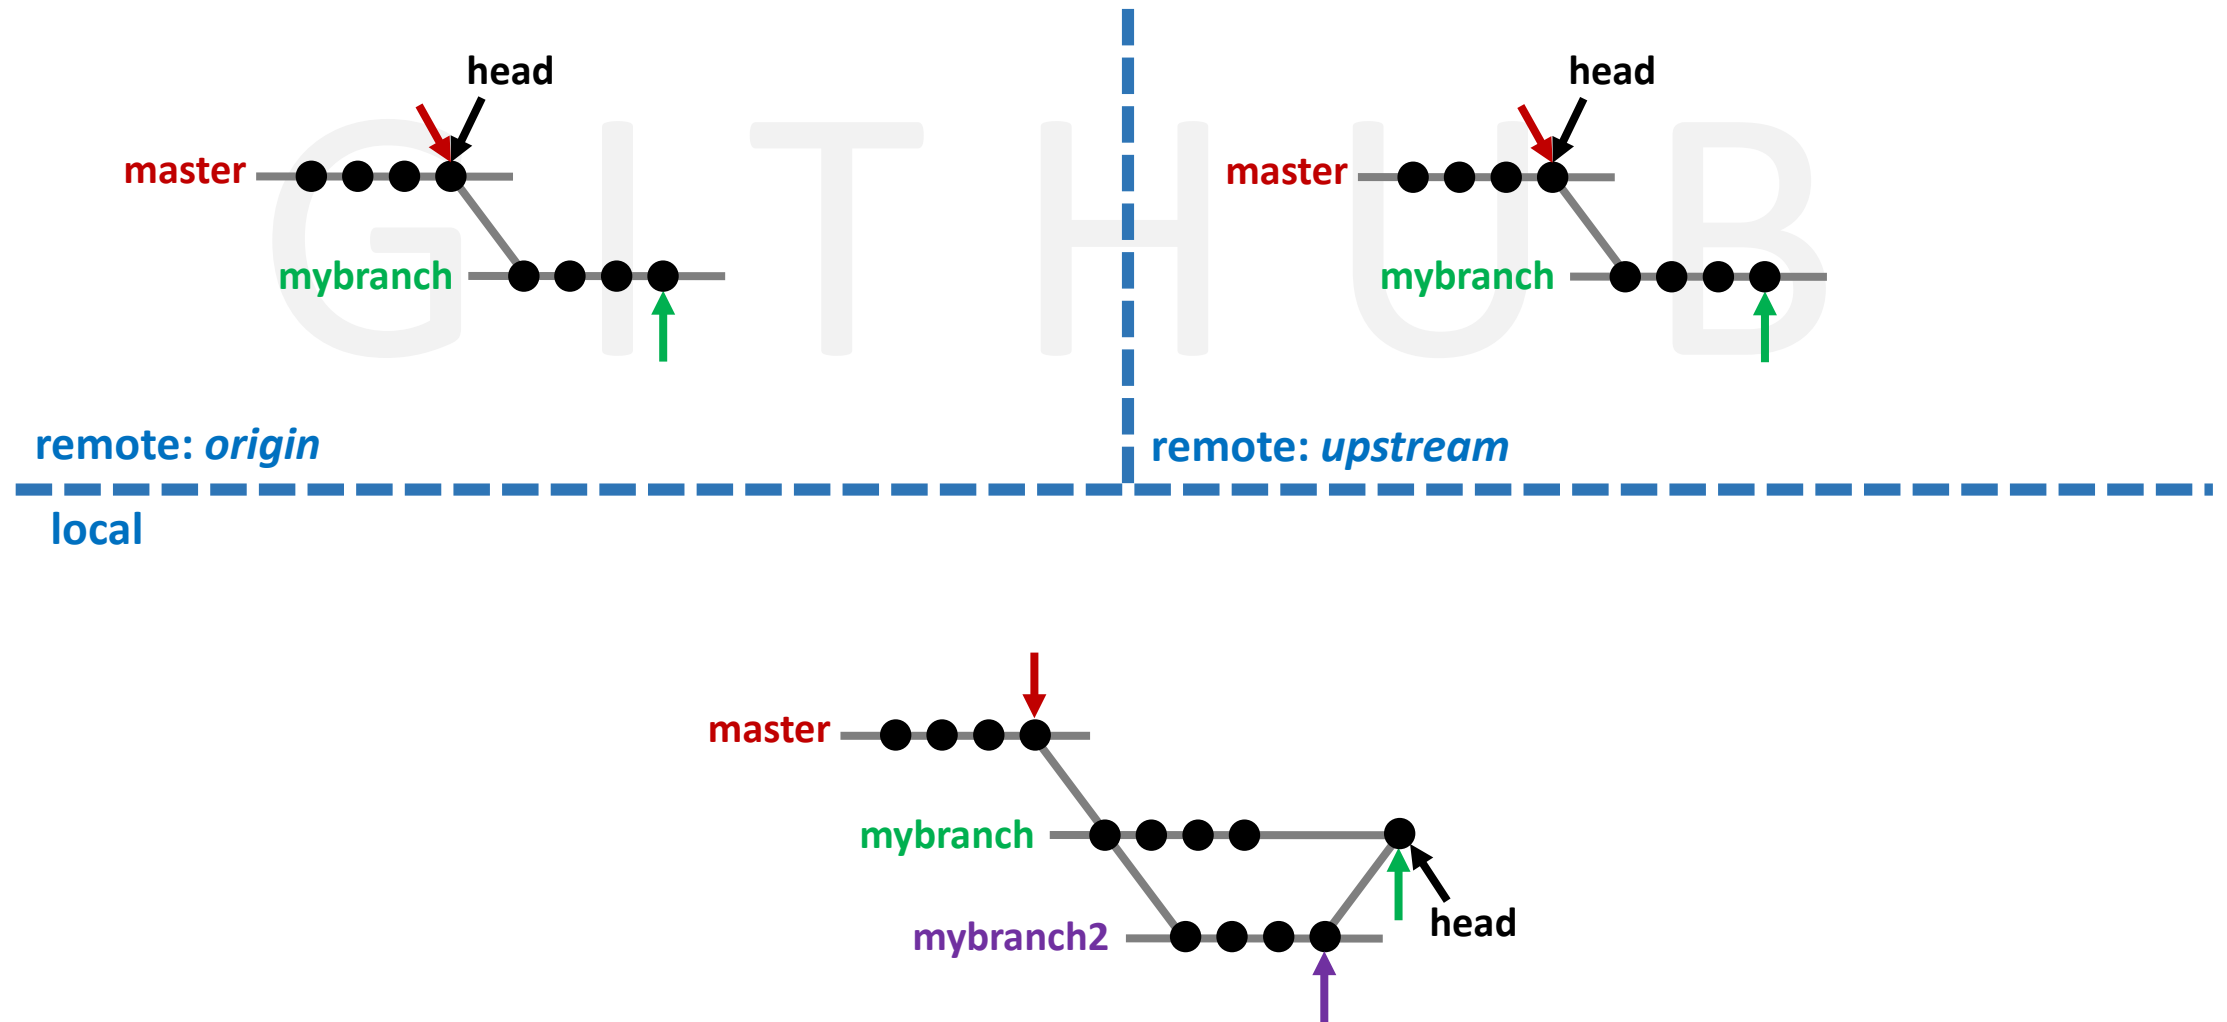 GITHUB
head
master
mybranch
remote: origin
head
master
mybranch
remote: upstream
local
master
mybranch
mybranch2
head